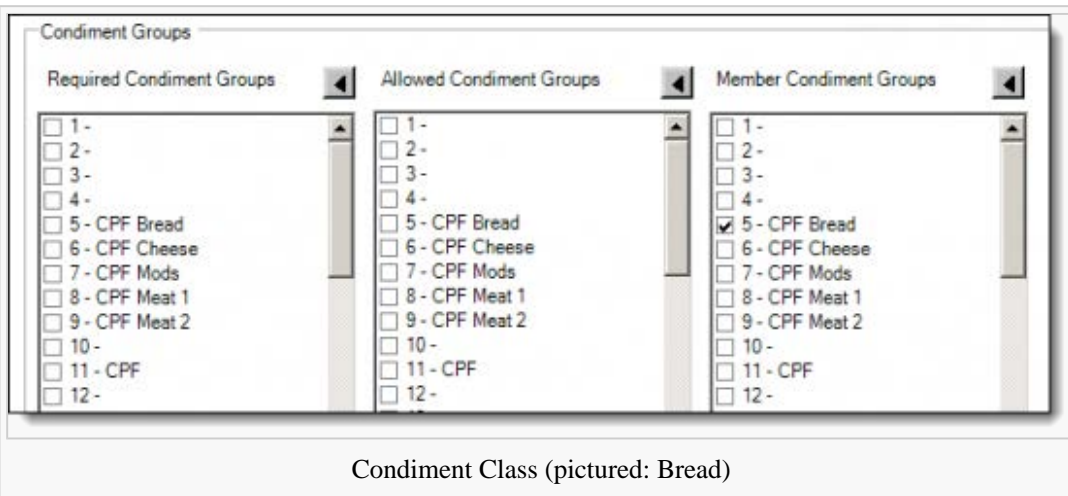 Condiment Groups
Required Condiment Groups
1 -
2 -
3 -
4 -
5 - CPF Bread
6 - CPF Cheese
7 - CPF Mods
8 - CPF Meat 1
9 - CPF Meat 2
10 -
11 - CPF
12 -
Allowed Condiment Groups
1 -
2 -
3 -
4 -
5 - CPF Bread
6 - CPF Cheese
7 - CPF Mods
8 - CPF Meat 1
9 - CPF Meat 2
10 -
11 - CPF
12 -
Member Condiment Groups
1 -
2 -
3 -
4 -
5 - CPF Bread
6 - CPF Cheese
7 - CPF Mods
8 - CPF Meat 1
9 - CPF Meat 2
10 -
11 - CPF
12 -
Condiment Class (pictured: Bread)